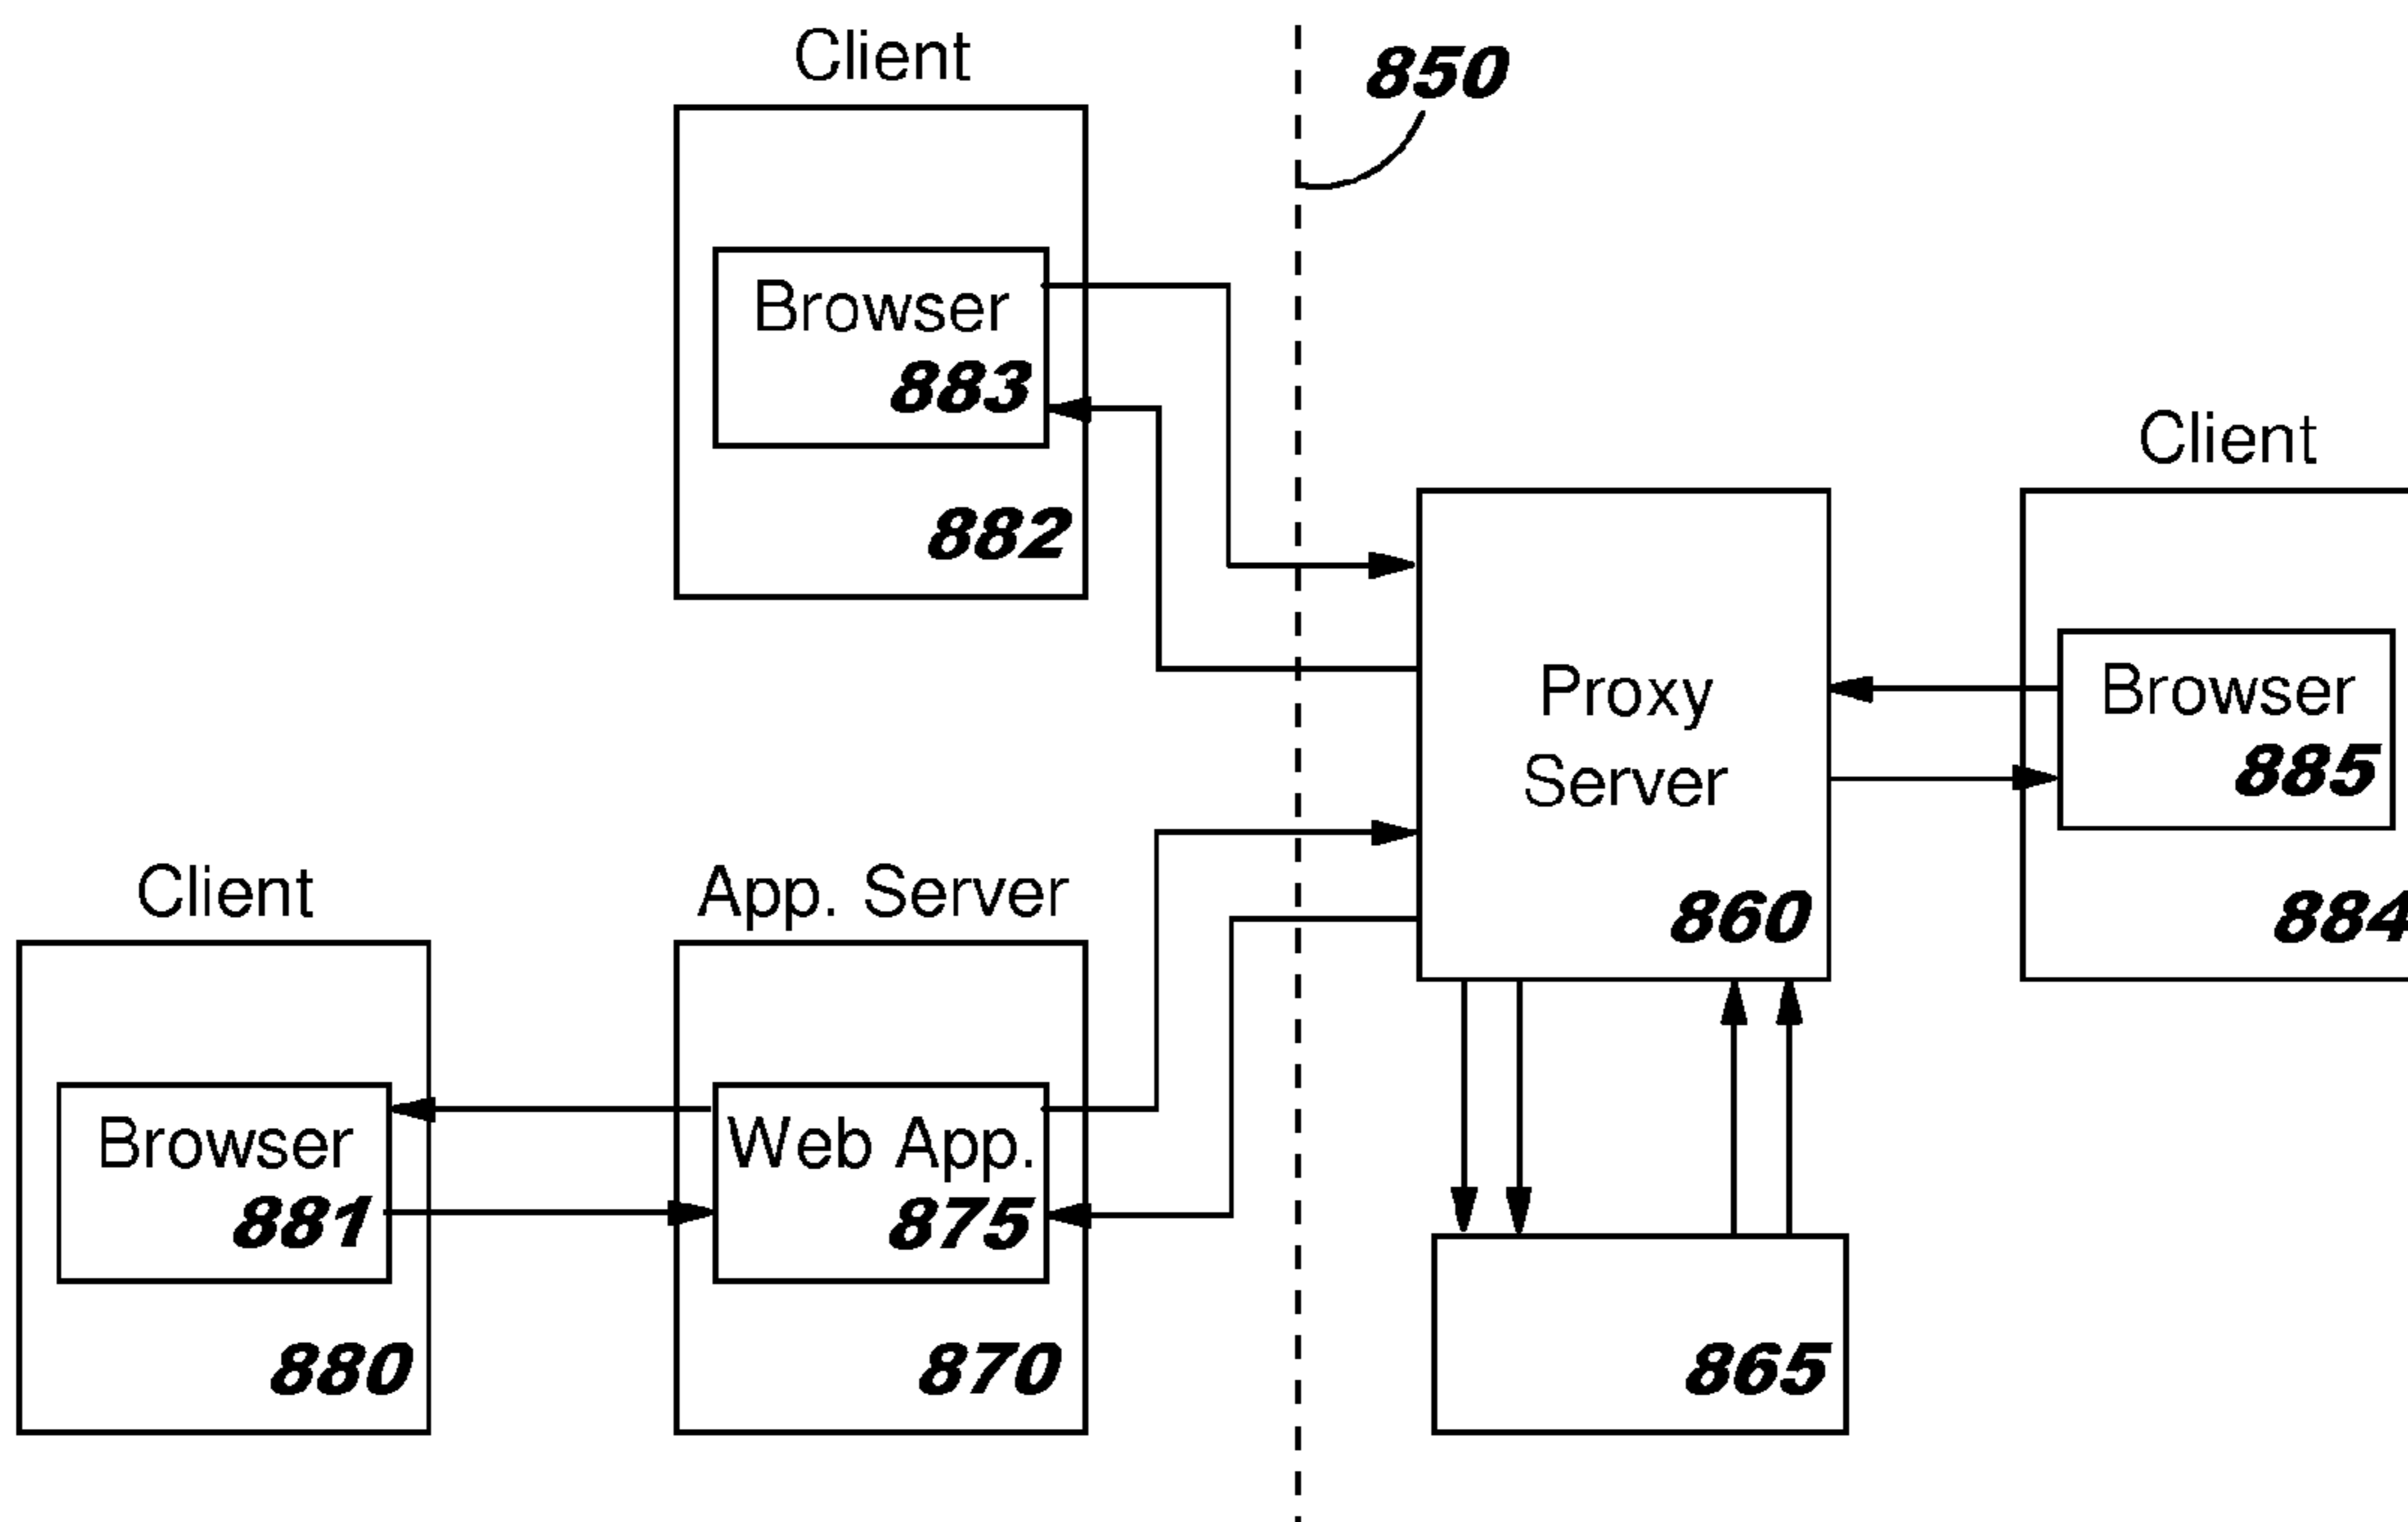 Client
850
Browser
883
882
Client
Browser
885
884
Proxy
Server
860
Client
App. Server
Browser
881
880
Web App.
875
870
865